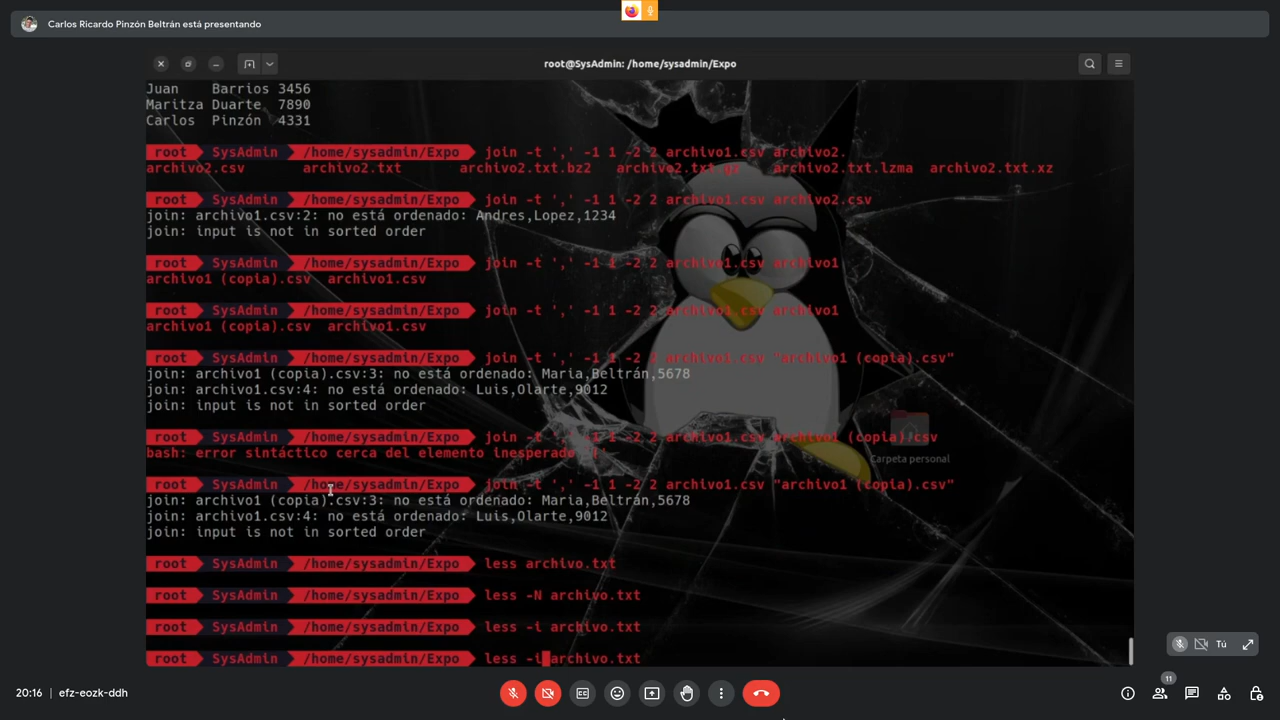 Carlos Ricardo Pinzón Beltrán está presentando
root@SysAdmin: /home/sysadmin/Expo
Juan Barrios 3456
Maritza Duarte 7890
Carlos Pinzón 4331
root SysAdmin /home/sysadmin/Expo join -t ',' -1 1 -2 2 archivo1.csv archivo2.
archivo2.csv archivo2.txt archivo2.txt.bz2 archivo2.txt.gz archivo2.txt.lzma archivo2.txt.xz
root SysAdmin /home/sysadmin/Expo join -t ',' -1 1 -2 2 archivo1.csv archivo2.csv
join: archivo1.csv:2: no está ordenado: Andres,Lopez,1234
join: input is not in sorted order
root SysAdmin /home/sysadmin/Expo join -t ',' -1 1 -2 2 archivo1.csv archivo1
archivo1 (copia).csv archivo1.csv
root SysAdmin /home/sysadmin/Expo join -t ',' -1 1 -2 2 archivo1.csv archivo1
archivo1 (copia).csv archivo1.csv
root SysAdmin /home/sysadmin/Expo join -t ',' -1 1 -2 2 archivo1.csv "archivo1 (copia).csv"
join: archivo1 (copia).csv:3: no está ordenado: Maria,Beltrán,5678
join: archivo1.csv:4: no está ordenado: Luis,Olarte,9012
join: input is not in sorted order
root SysAdmin /home/sysadmin/Expo join -t ',' -1 1 -2 2 archivo1.csv archivo1 (copia).csv
bash: error sintáctico cerca del elemento inesperado `('
Carpeta personal
root SysAdmin /home/sysadmin/Expo join -t ',' -1 1 -2 2 archivo1.csv "archivo1 (copia).csv"
join: archivo1 (copia).csv:3: no está ordenado: Maria,Beltrán,5678
join: archivo1.csv:4: no está ordenado: Luis,Olarte,9012
join: input is not in sorted order
root SysAdmin /home/sysadmin/Expo less archivo.txt
root SysAdmin /home/sysadmin/Expo less -N archivo.txt
root SysAdmin /home/sysadmin/Expo less -i archivo.txt
root SysAdmin /home/sysadmin/Expo less -i archivo.txt
Tú
20:16 | efz-eozk-ddh
11